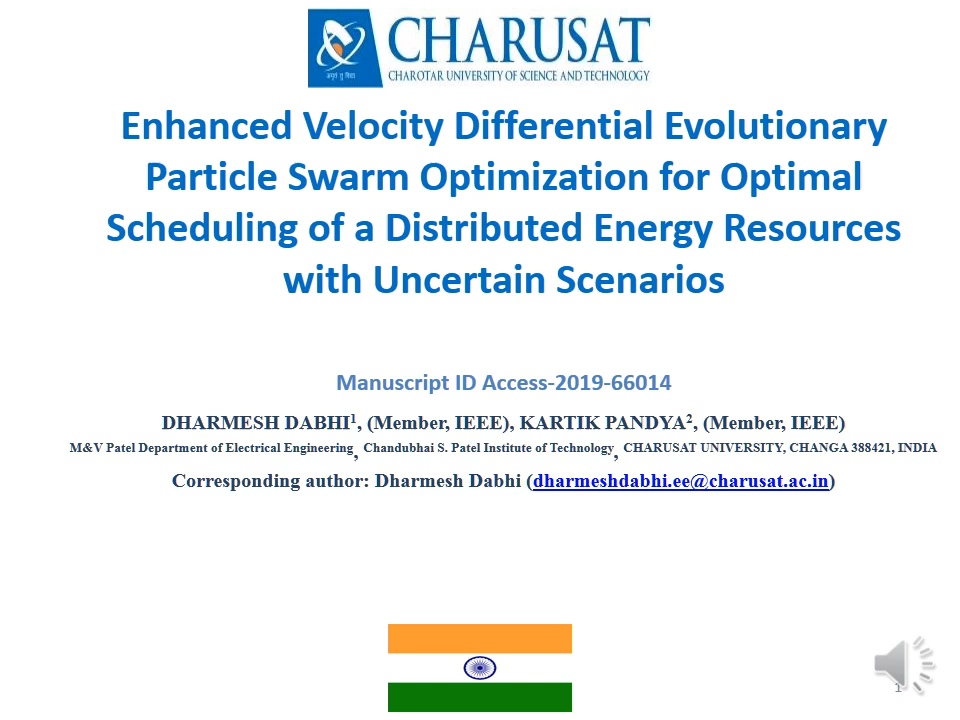 CHARUSAT
अमृतं तु विद्या
CHAROTAR UNIVERSITY OF SCIENCE AND TECHNOLOGY
Enhanced Velocity Differential Evolutionary
Particle Swarm Optimization for Optimal
Scheduling of a Distributed Energy Resources
with Uncertain Scenarios
Manuscript ID Access-2019-66014
DHARMESH DABHI¹, (Member, IEEE), KARTIK PANDYA², (Member, IEEE)
M&V Patel Department of Electrical Engineering, Chandubhai S. Patel Institute of Technology, CHARUSAT UNIVERSITY, CHANGA 388421, INDIA
Corresponding author: Dharmesh Dabhi (dharmeshdabhi.ee@charusat.ac.in)
1